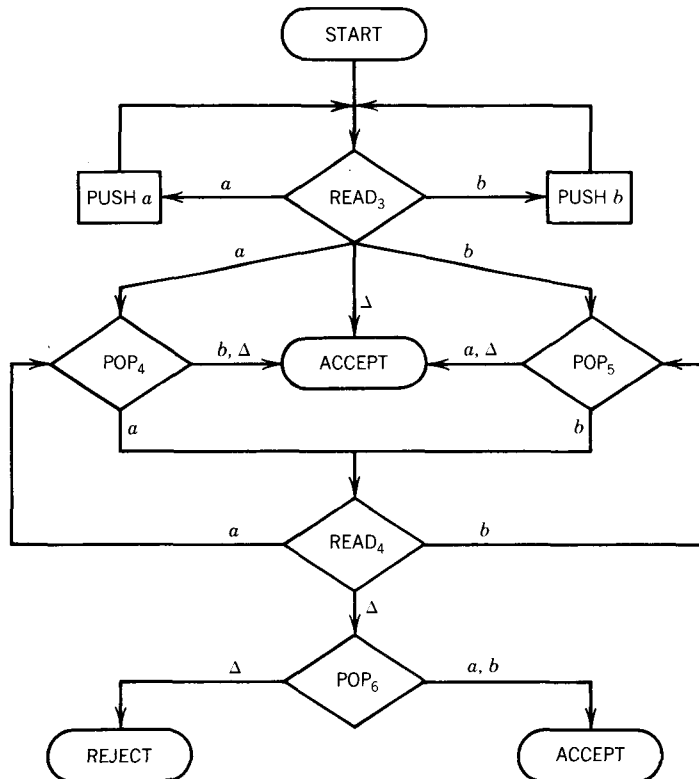 START
PUSH a
a
READ₃
b
PUSH b
a
b
Δ
POP₄
b, Δ
ACCEPT
a, Δ
POP₅
a
b
a
READ₄
b
Δ
Δ
POP₆
a, b
REJECT
ACCEPT